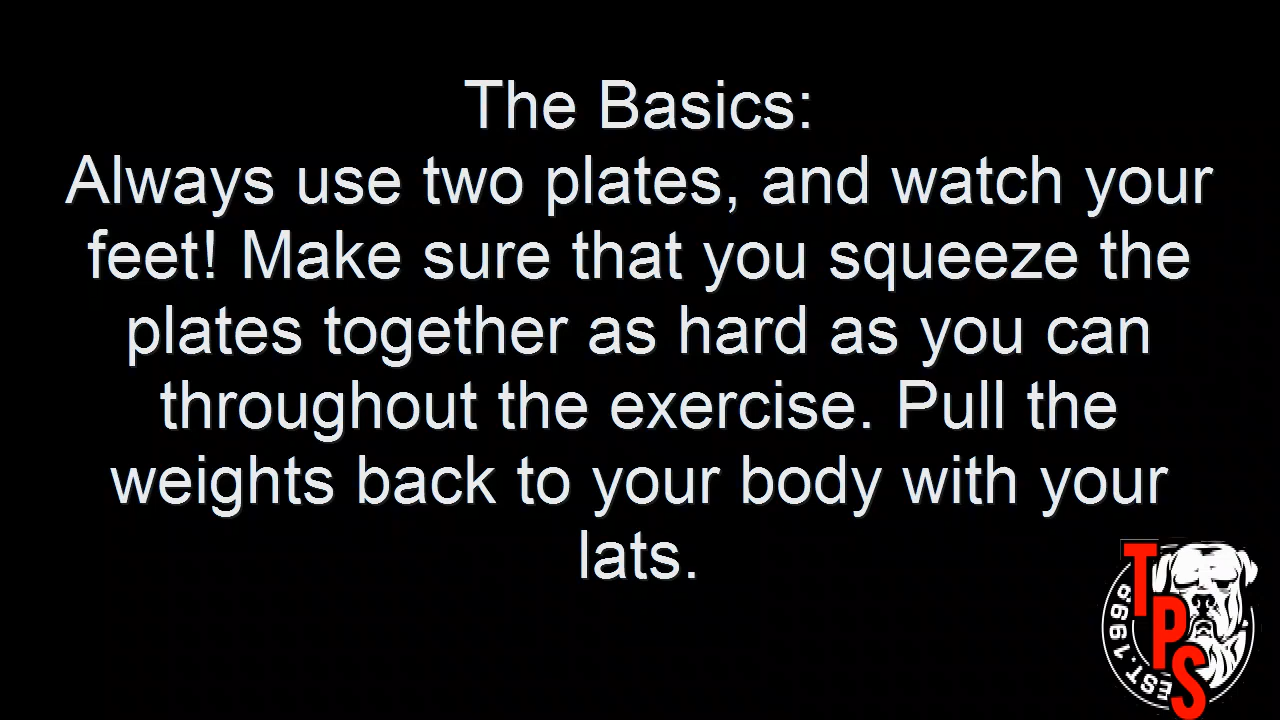 The Basics:
Always use two plates, and watch your
feet! Make sure that you squeeze the
plates together as hard as you can
throughout the exercise. Pull the
weights back to your body with your
lats.
TPS
EST. 1999